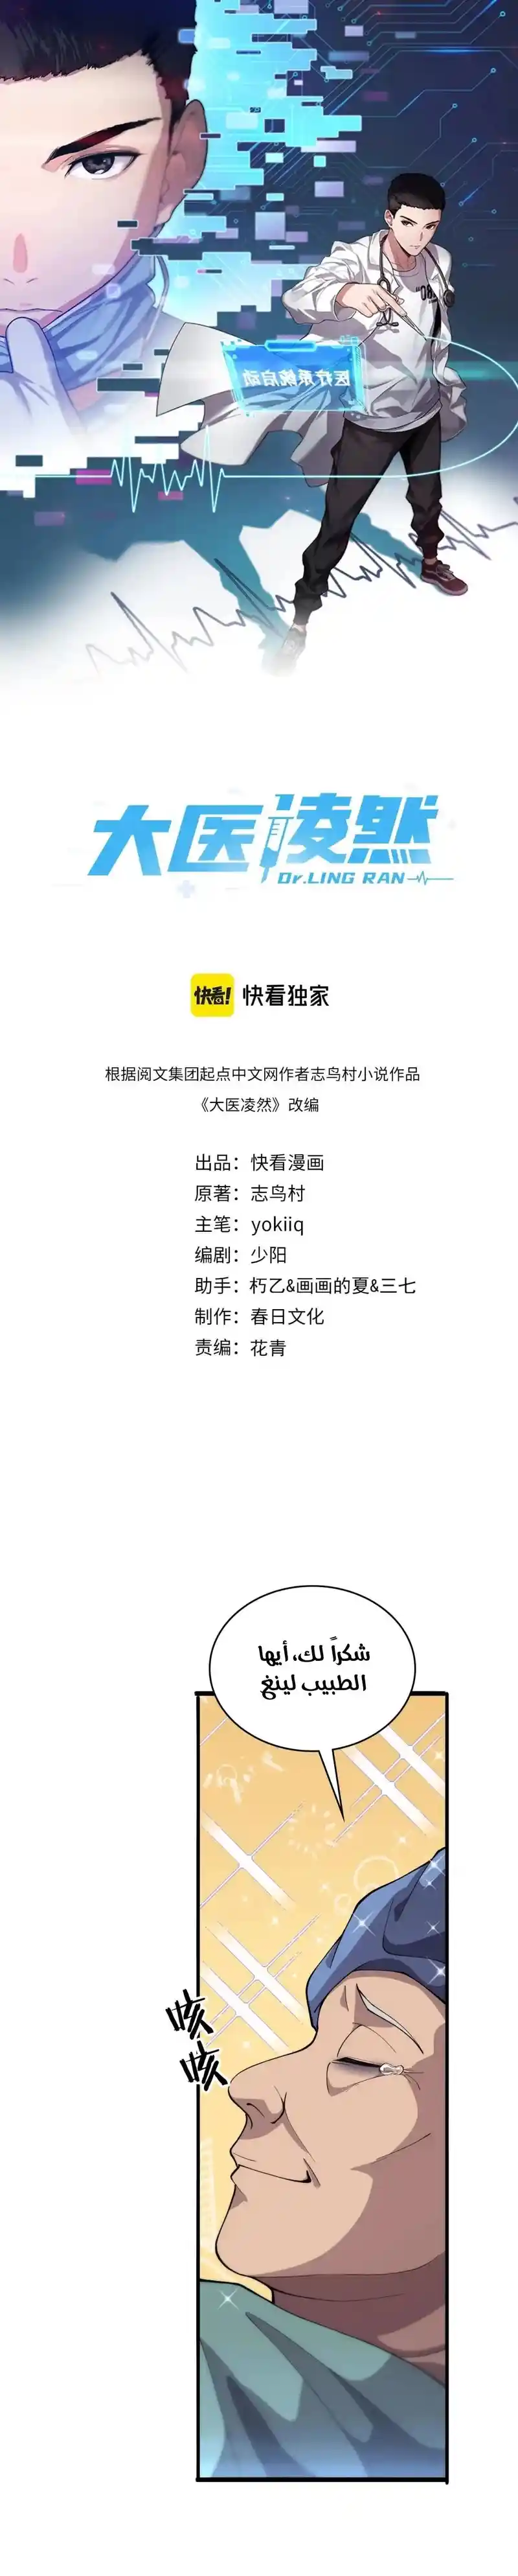 医疗系统启动
大医凌然
Dr.LING RAN
快看! 快看独家
根据阅文集团起点中文网作者志鸟村小说作品
《大医凌然》改编
出品：快看漫画
原著：志鸟村
主笔：yokiiq
编剧：少阳
助手：朽乙&画画的夏&三七
制作：春日文化
责编：花青
شكراً لك، أيها
الطبيب لينغ
咳
咳